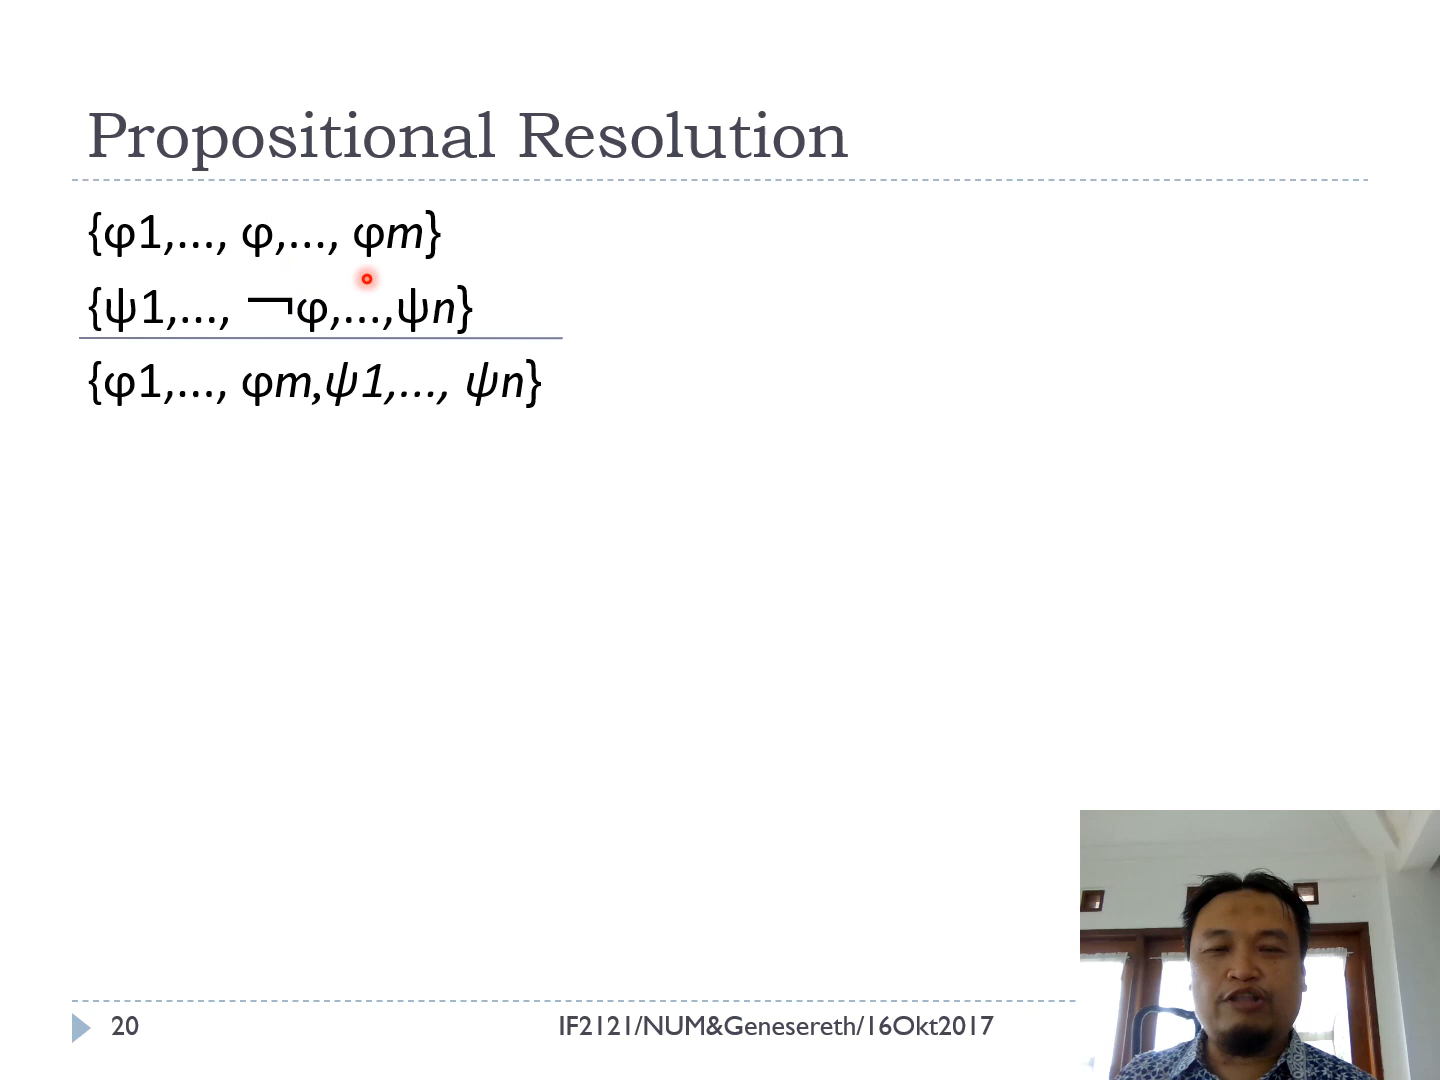 Propositional Resolution
{φ1,..., φ,..., φm}
{ψ1,..., ¬φ,...,ψn}
{φ1,..., φm,ψ1,..., ψn}
20
IF2121/NUM&Genesereth/16Okt2017